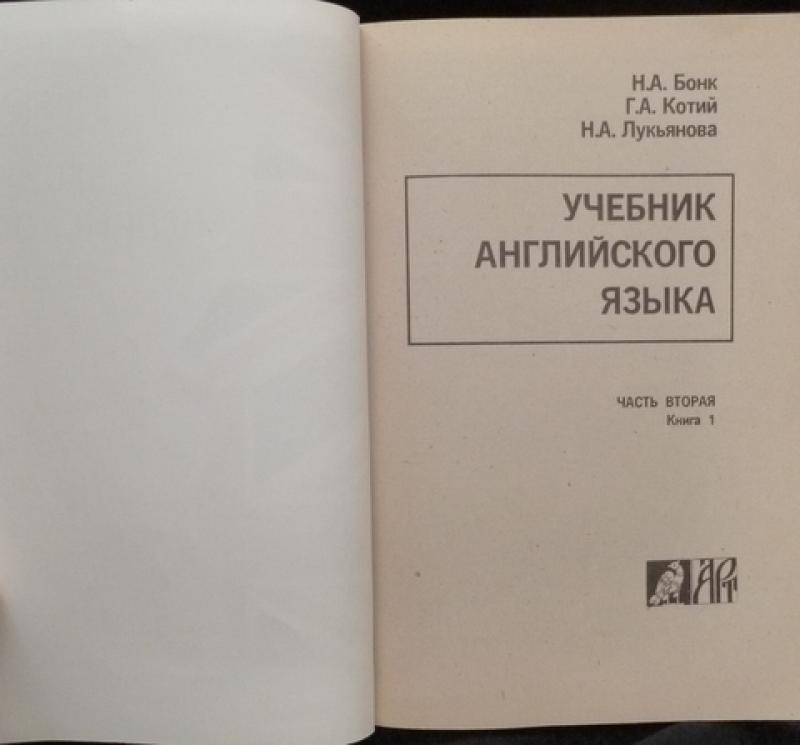 Н.А. Бонк
Г.А. Котий
Н.А. Лукьянова
УЧЕБНИК
АНГЛИЙСКОГО
ЯЗЫКА
ЧАСТЬ ВТОРАЯ
Книга 1
АРТ